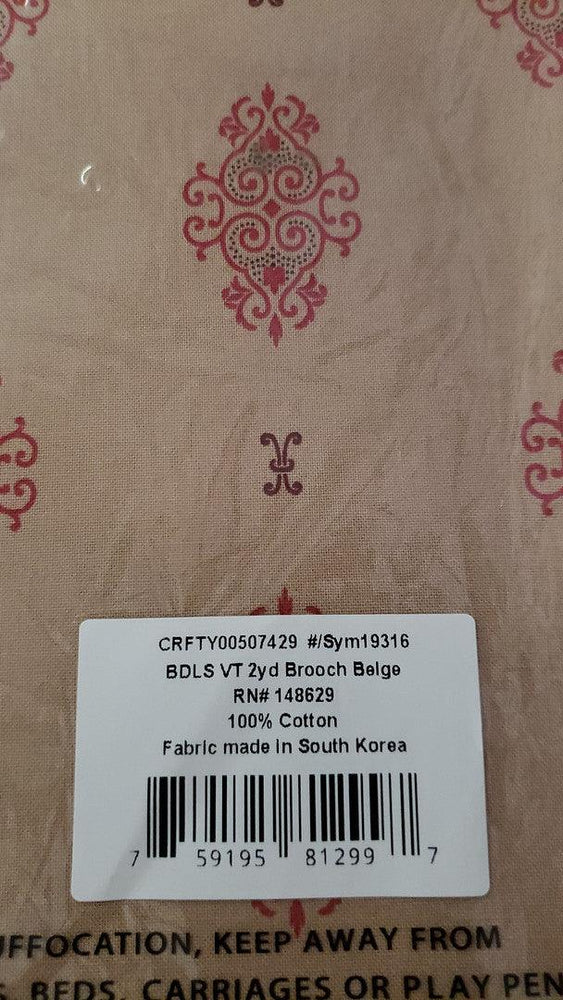 CRFTY00507429 #/Sym19316
BDLS VT 2yd Brooch Beige
RN# 148629
100% Cotton
Fabric made in South Korea
7 59195 81299 7
UFFOCATION, KEEP AWAY FROM
S, BEDS, CARRIAGES OR PLAY PEN